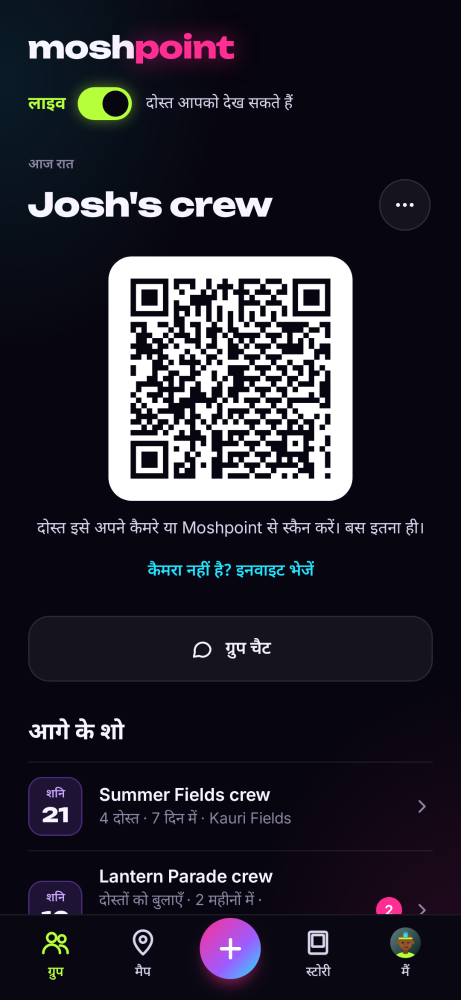 moshpoint
लाइव दोस्त आपको देख सकते हैं
आज रात
Josh's crew
दोस्त इसे अपने कैमरे या Moshpoint से स्कैन करें। बस इतना ही।
कैमरा नहीं है? इनवाइट भेजें
ग्रुप चैट
आगे के शो
शनि
21
Summer Fields crew
4 दोस्त · 7 दिन में · Kauri Fields
शनि
Lantern Parade crew
दोस्तों को बुलाएँ · 2 महीनों में ·
2
ग्रुप
मैप
स्टोरी
मैं